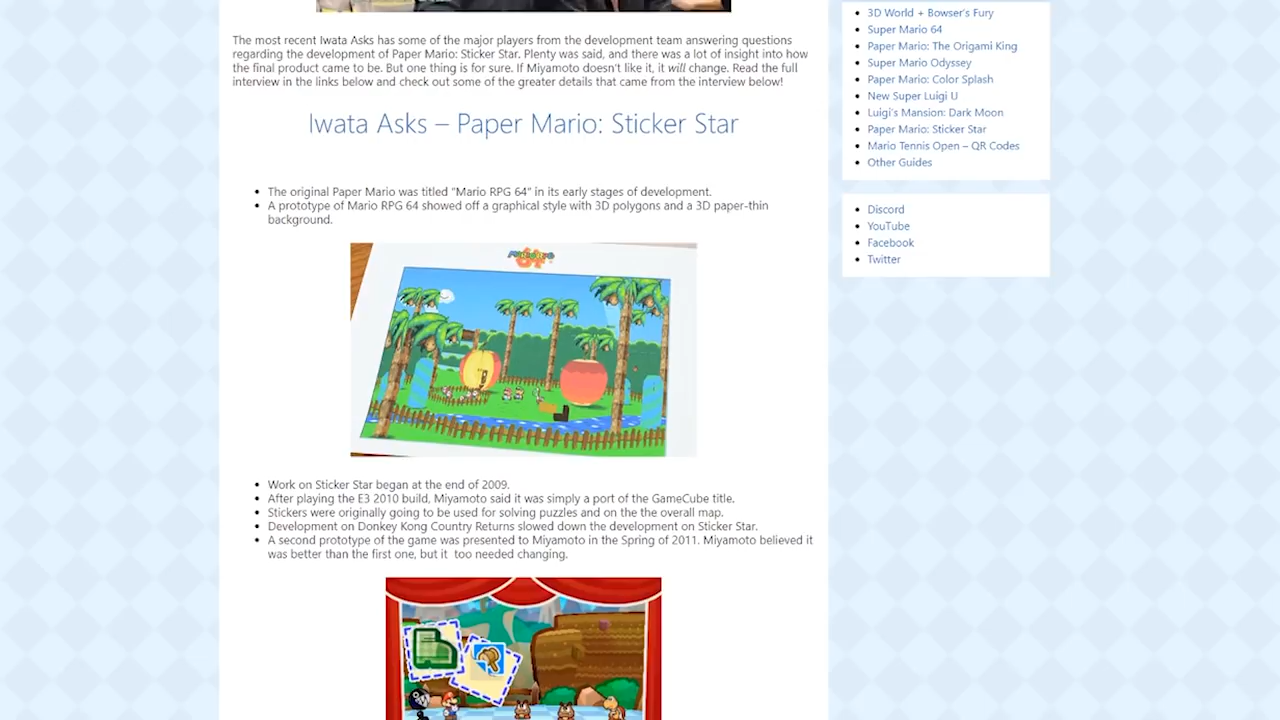 The most recent Iwata Asks has some of the major players from the development team answering questions
regarding the development of Paper Mario: Sticker Star. Plenty was said, and there was a lot of insight into how
the final product came to be. But one thing is for sure. If Miyamoto doesn't like it, it will change. Read the full
interview in the links below and check out some of the greater details that came from the interview below!
Iwata Asks – Paper Mario: Sticker Star
The original Paper Mario was titled "Mario RPG 64" in its early stages of development.
A prototype of Mario RPG 64 showed off a graphical style with 3D polygons and a 3D paper-thin
background.
Work on Sticker Star began at the end of 2009.
After playing the E3 2010 build, Miyamoto said it was simply a port of the GameCube title.
Stickers were originally going to be used for solving puzzles and on the the overall map.
Development on Donkey Kong Country Returns slowed down the development on Sticker Star.
A second prototype of the game was presented to Miyamoto in the Spring of 2011. Miyamoto believed it
was better than the first one, but it too needed changing.
3D World + Bowser's Fury
Super Mario 64
Paper Mario: The Origami King
Super Mario Odyssey
Paper Mario: Color Splash
New Super Luigi U
Luigi's Mansion: Dark Moon
Paper Mario: Sticker Star
Mario Tennis Open – QR Codes
Other Guides
Discord
YouTube
Facebook
Twitter